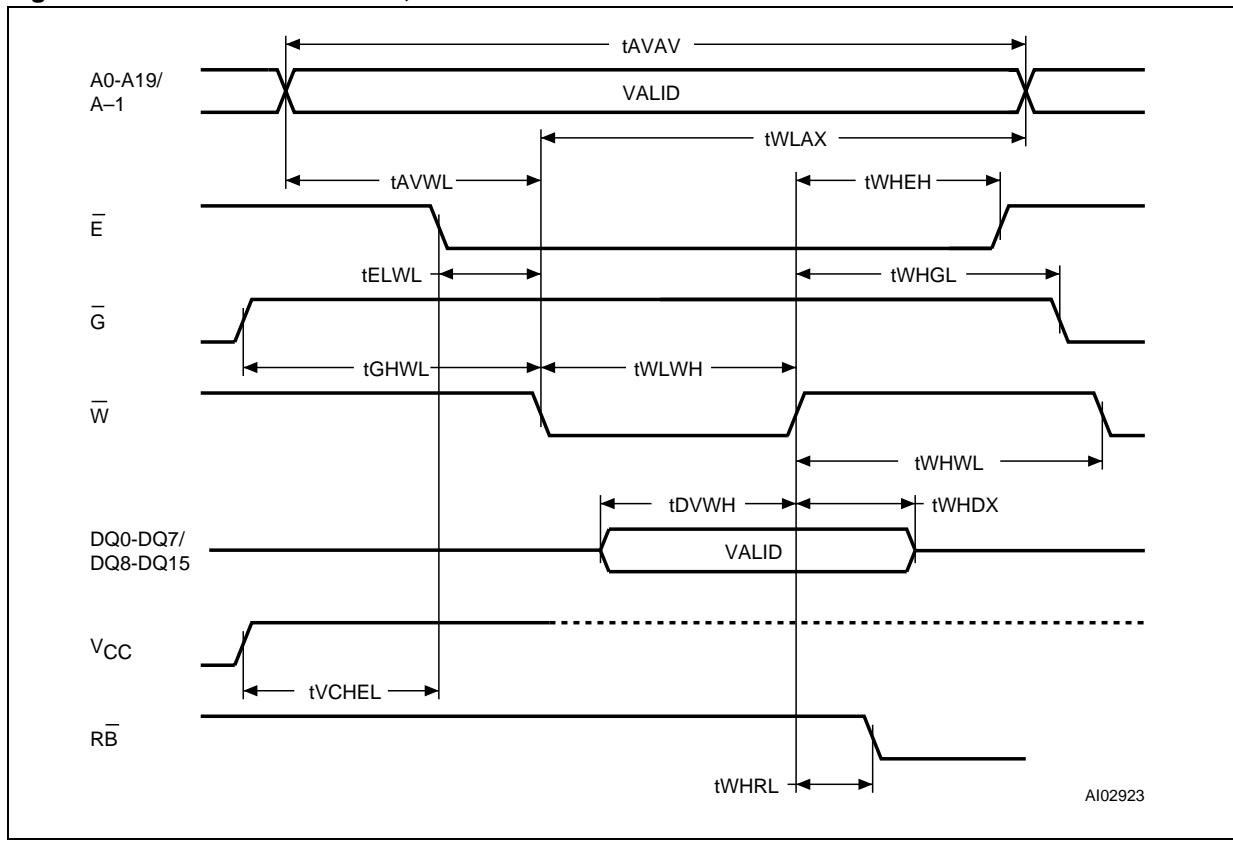 tAVAV
A0-A19/
A–1
VALID
tWLAX
tAVWL
tWHEH
E̅
tELWL
tWHGL
G̅
tGHWL
tWLWH
W̅
tWHWL
tDVWH
tWHDX
DQ0-DQ7/
DQ8-DQ15
VALID
VCC
tVCHEL
RB̅
tWHRL
AI02923